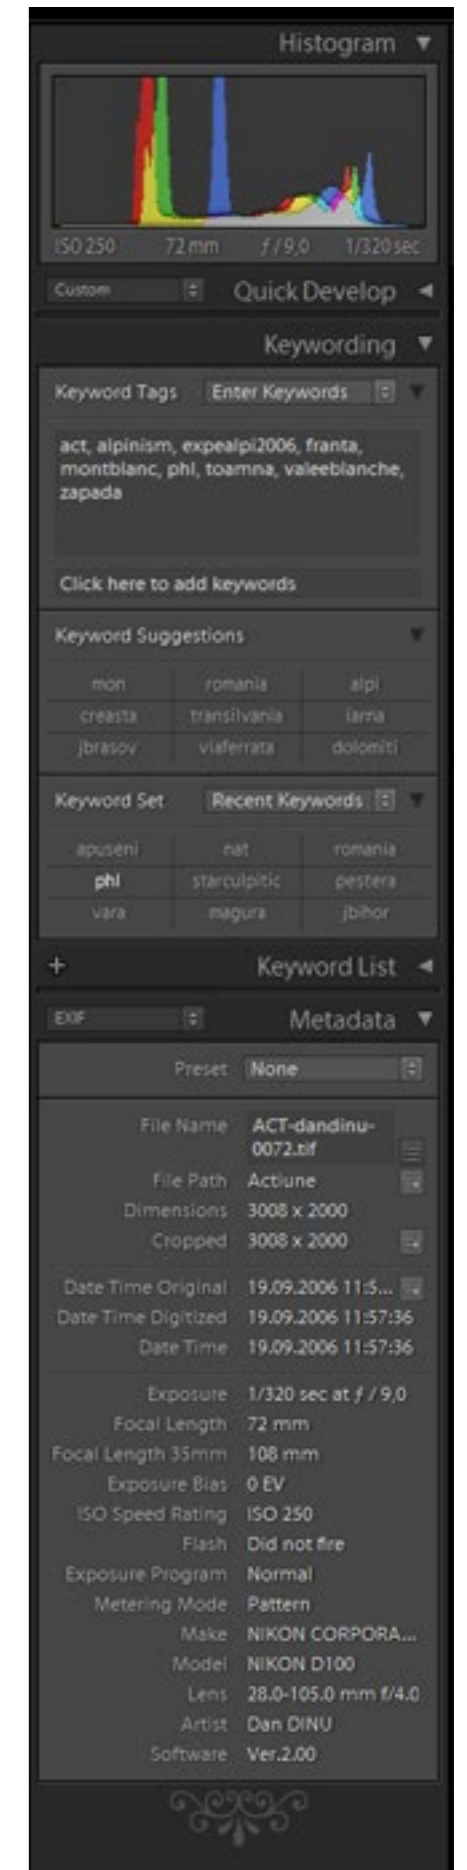 Histogram
ISO 250 72 mm ƒ / 9,0 1/320 sec
Custom Quick Develop
Keywording
Keyword Tags Enter Keywords
act, alpinism, expealpi2006, franta,
montblanc, phl, toamna, valeeblanche,
zapada
Click here to add keywords
Keyword Suggestions
mon romania alpi
creasta transilvania iarna
jbrasov viaferrata dolomiti
Keyword Set Recent Keywords
apuseni nat romania
phl starculpitic pestera
vara magura jbihor
+ Keyword List
EXIF Metadata
Preset None
File Name ACT-dandinu-
0072.tif
File Path Actiune
Dimensions 3008 x 2000
Cropped 3008 x 2000
Date Time Original 19.09.2006 11:5...
Date Time Digitized 19.09.2006 11:57:36
Date Time 19.09.2006 11:57:36
Exposure 1/320 sec at ƒ / 9,0
Focal Length 72 mm
Focal Length 35mm 108 mm
Exposure Bias 0 EV
ISO Speed Rating ISO 250
Flash Did not fire
Exposure Program Normal
Metering Mode Pattern
Make NIKON CORPORA...
Model NIKON D100
Lens 28.0-105.0 mm f/4.0
Artist Dan DINU
Software Ver.2.00